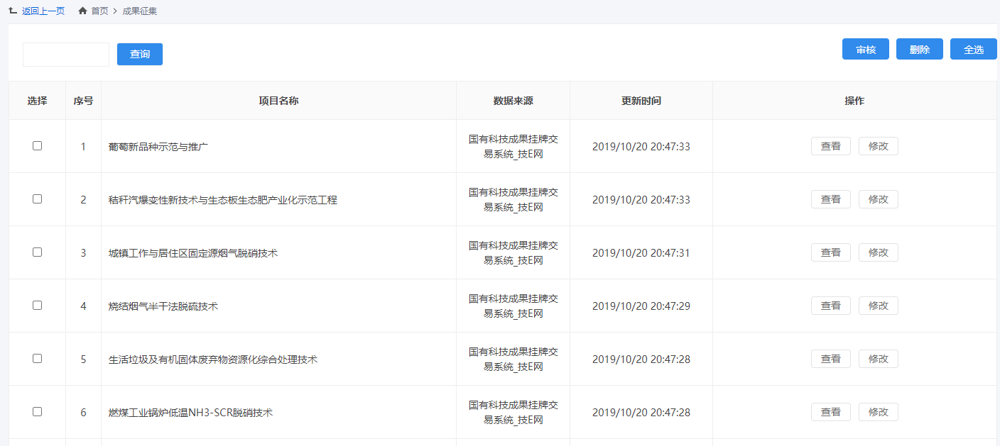 返回上一页 首页 > 成果征集
查询 审核 删除 全选
选择 序号 项目名称 数据来源 更新时间 操作
1 葡萄新品种示范与推广 国有科技成果挂牌交 2019/10/20 20:47:33 查看 修改
易系统_技E网
2 秸秆汽爆变性新技术与生态板生态肥产业化示范工程 国有科技成果挂牌交 2019/10/20 20:47:33 查看 修改
易系统_技E网
3 城镇工作与居住区固定源烟气脱硝技术 国有科技成果挂牌交 2019/10/20 20:47:31 查看 修改
易系统_技E网
4 烧结烟气半干法脱硫技术 国有科技成果挂牌交 2019/10/20 20:47:29 查看 修改
易系统_技E网
5 生活垃圾及有机固体废弃物资源化综合处理技术 国有科技成果挂牌交 2019/10/20 20:47:28 查看 修改
易系统_技E网
6 燃煤工业锅炉低温NH3-SCR脱硝技术 国有科技成果挂牌交 2019/10/20 20:47:28 查看 修改
易系统_技E网